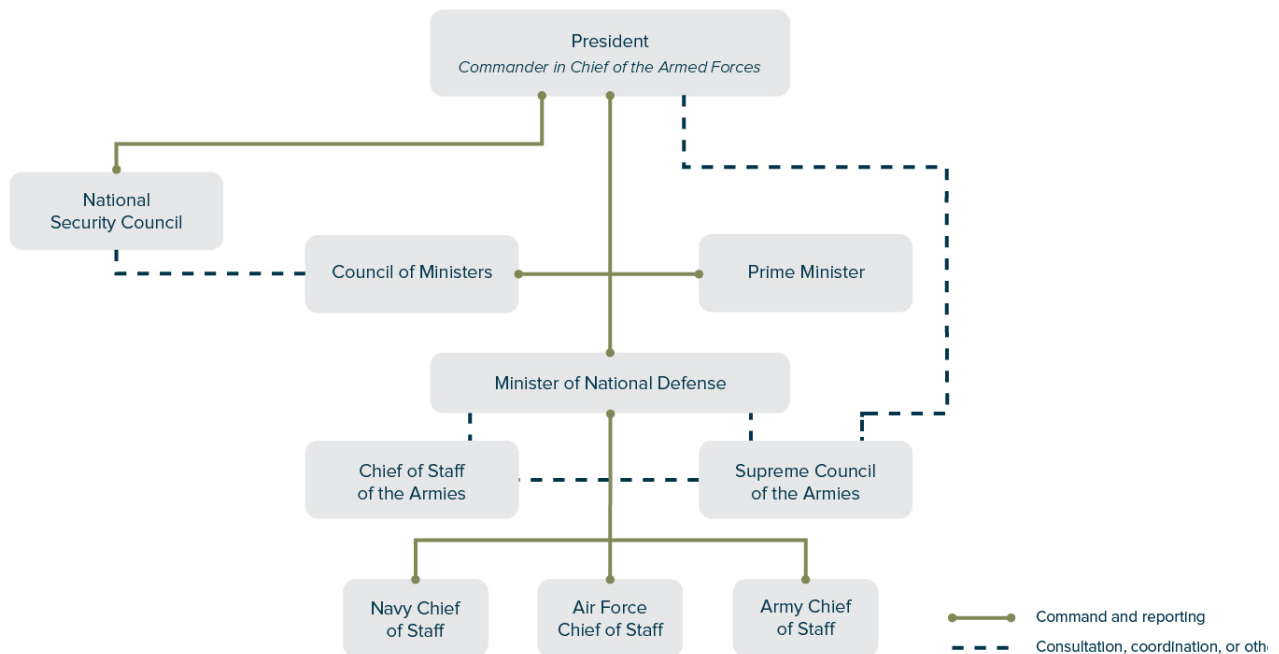 President
Commander in Chief of the Armed Forces
National
Security Council
Council of Ministers
Prime Minister
Minister of National Defense
Chief of Staff
of the Armies
Supreme Council
of the Armies
Navy Chief
of Staff
Air Force
Chief of Staff
Army Chief
of Staff
Command and reporting
Consultation, coordination, or